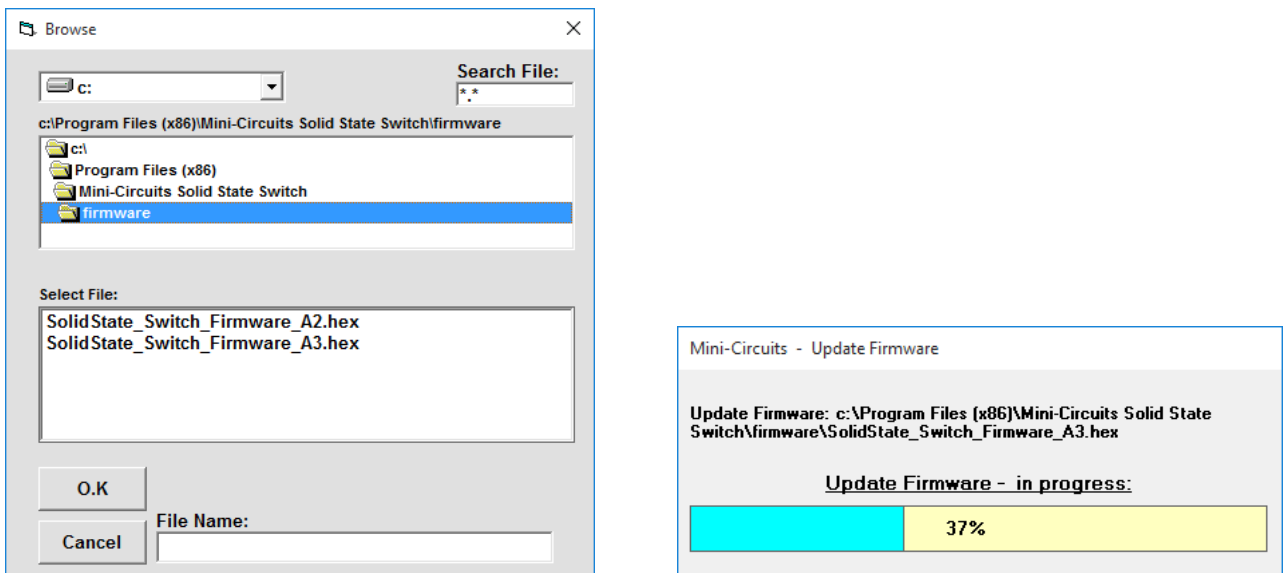 Browse
Search File:
c:
*.*
c:\Program Files (x86)\Mini-Circuits Solid State Switch\firmware
c:\
Program Files (x86)
Mini-Circuits Solid State Switch
firmware
Select File:
SolidState_Switch_Firmware_A2.hex
SolidState_Switch_Firmware_A3.hex
O.K
File Name:
Cancel
Mini-Circuits - Update Firmware
Update Firmware: c:\Program Files (x86)\Mini-Circuits Solid State
Switch\firmware\SolidState_Switch_Firmware_A3.hex
Update Firmware - in progress:
37%